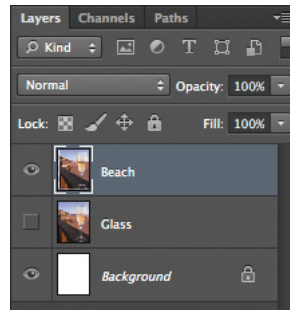 Layers Channels Paths
Kind
Normal Opacity: 100%
Lock: Fill: 100%
Beach
Glass
Background